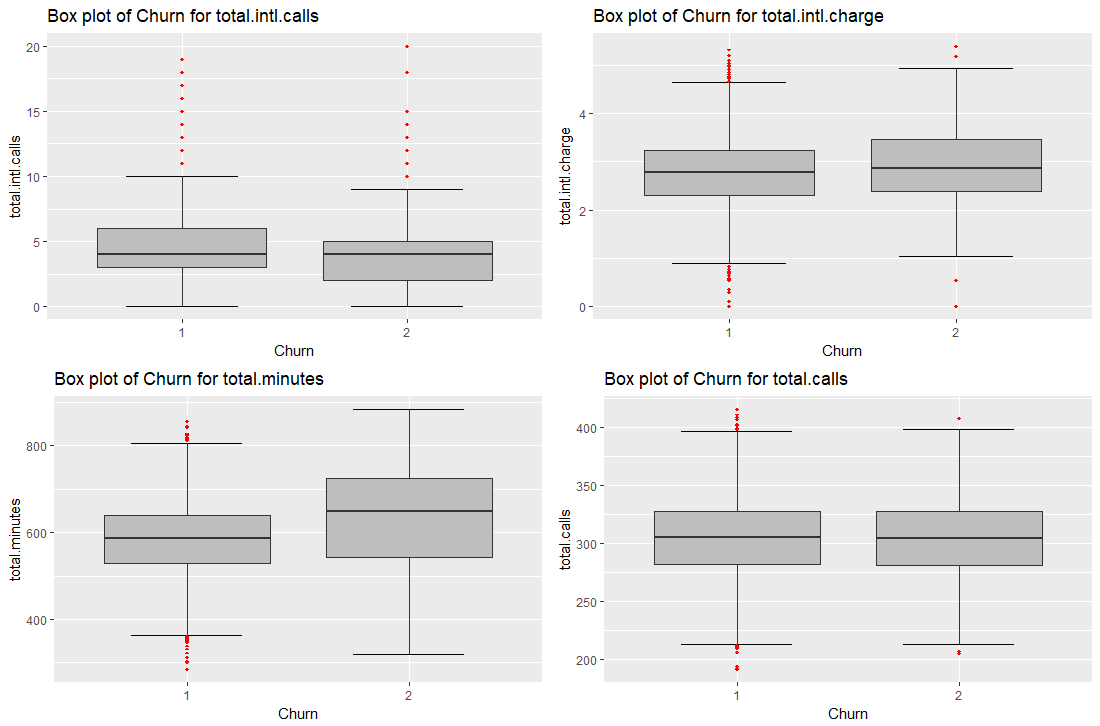 Box plot of Churn for total.intl.calls
total.intl.calls
20
15
10
5
0
1 2
Churn
Box plot of Churn for total.intl.charge
total.intl.charge
4
2
0
1 2
Churn
Box plot of Churn for total.minutes
total.minutes
800
600
400
1 2
Churn
Box plot of Churn for total.calls
total.calls
400
350
300
250
200
1 2
Churn